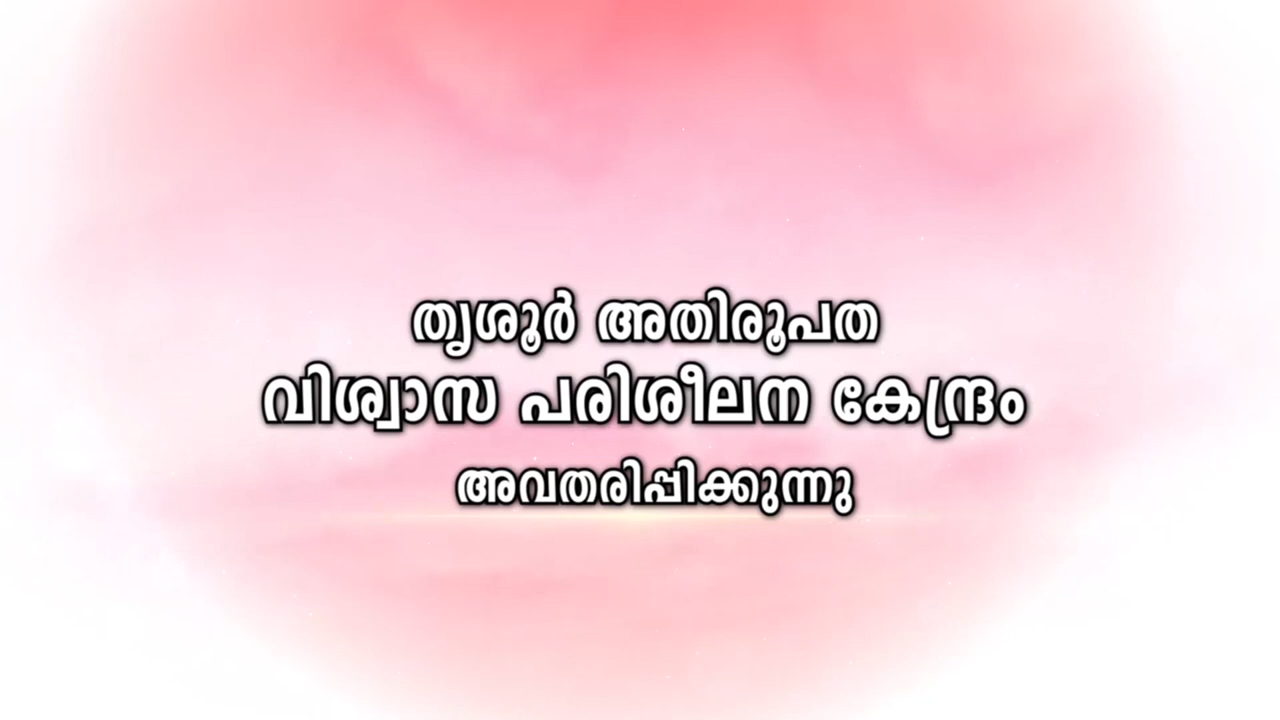 തൃശൂർ അതിരൂപത
വിശ്വാസ പരിശീലന കേന്ദ്രം
അവതരിപ്പിക്കുന്നു